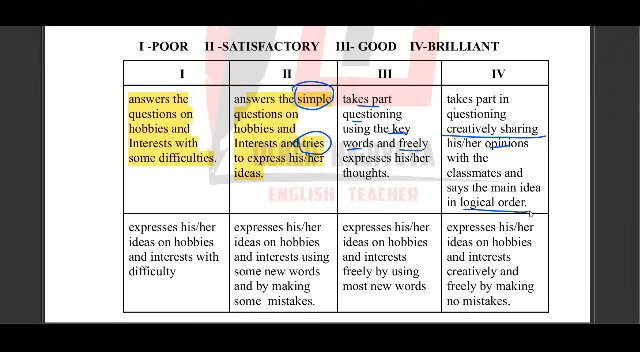 I -POOR II -SATISFACTORY III- GOOD IV-BRILLIANT
I II III IV
answers the
questions on
hobbies and
Interests with
some difficulties.
answers the simple
questions on
hobbies and
Interests and tries
to express his/her
ideas.
takes part
questioning
using the key
words and freely
expresses his/her
thoughts.
takes part in
questioning
creatively sharing
his/her opinions
with the
classmates and
says the main idea
in logical order.
expresses his/her
ideas on hobbies
and interests with
difficulty
expresses his/her
ideas on hobbies
and interests using
some new words
and by making
some mistakes.
expresses his/her
ideas on hobbies
and interests
freely by using
most new words
expresses his/her
ideas on hobbies
and interests
creatively and
freely by making
no mistakes.
ENGLISH TEACHER